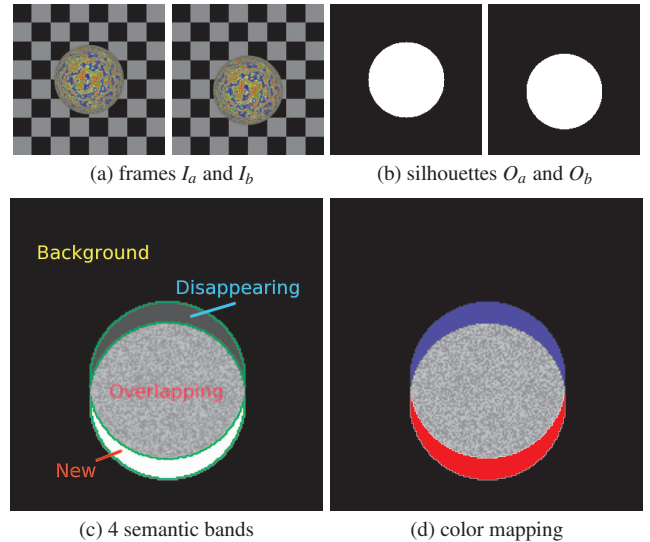 (a) frames I_a and I_b
(b) silhouettes O_a and O_b
Background
Disappearing
Overlapping
New
(c) 4 semantic bands
(d) color mapping